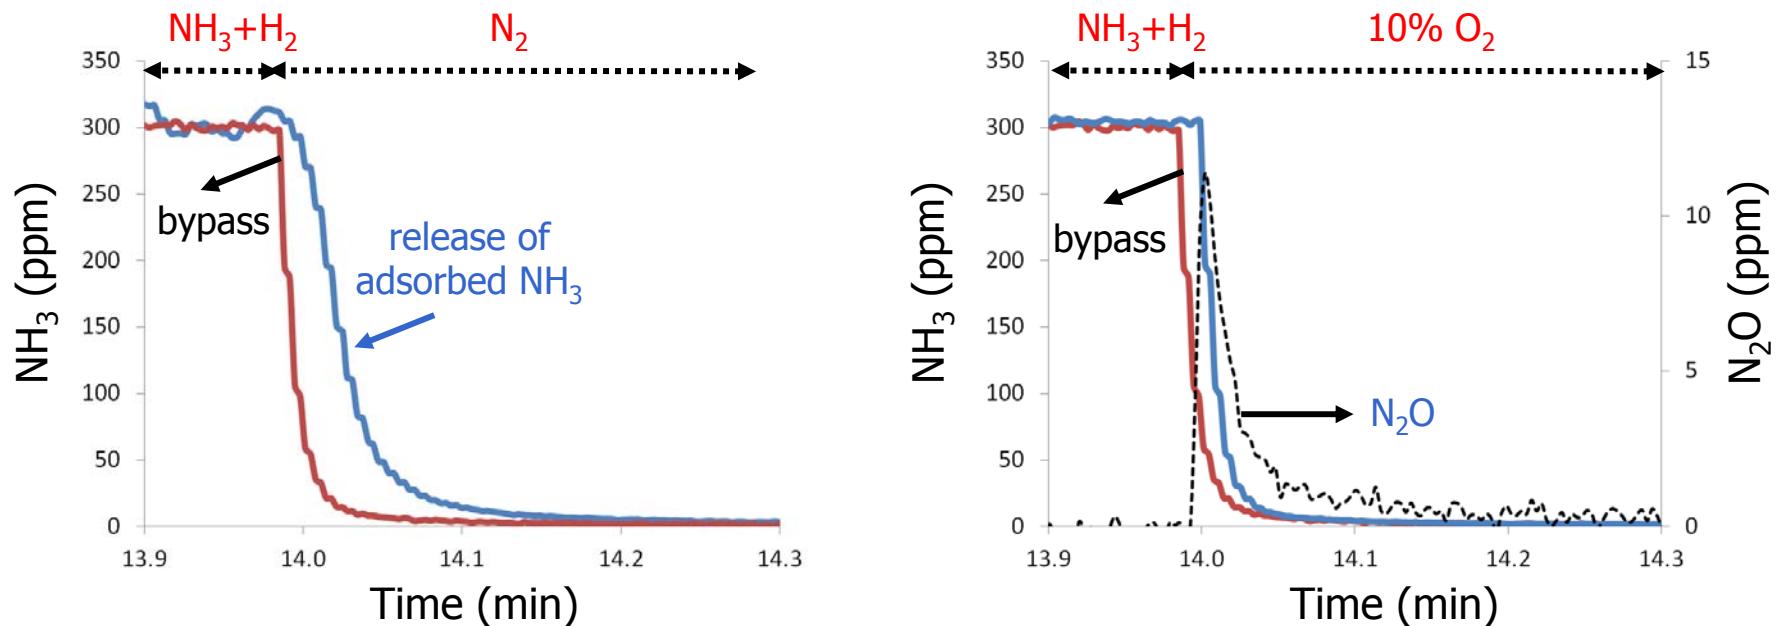 NH₃+H₂
N₂
350
300
250
200
150
100
50
0
NH₃ (ppm)
bypass
release of
adsorbed NH₃
13.9
14.0
14.1
14.2
14.3
Time (min)
NH₃+H₂
10% O₂
350
300
250
200
150
100
50
0
NH₃ (ppm)
bypass
N₂O
15
10
5
0
N₂O (ppm)
13.9
14.0
14.1
14.2
14.3
Time (min)